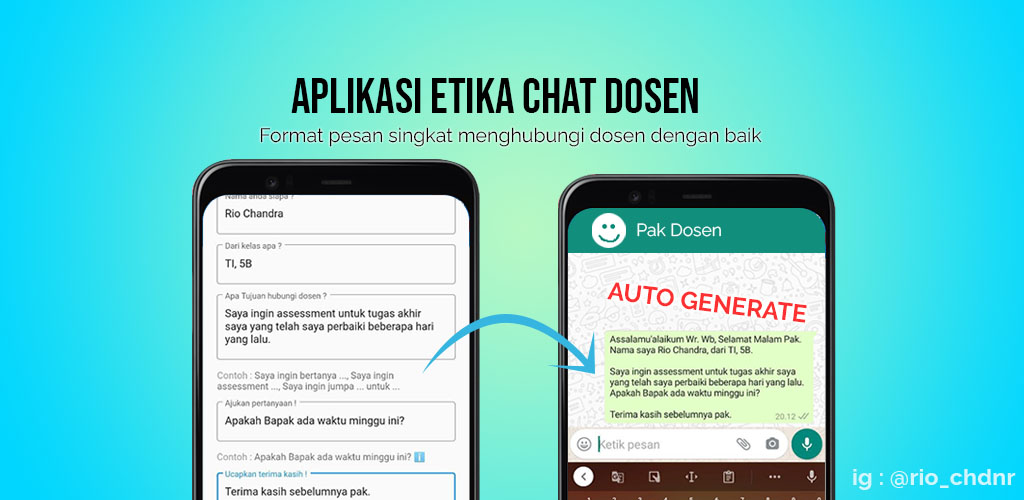 APLIKASI ETIKA CHAT DOSEN
Format pesan singkat menghubungi dosen dengan baik
Nama anda siapa ?
Rio Chandra
Dari kelas apa ?
TI, 5B
Apa Tujuan hubungi dosen ?
Saya ingin assessment untuk tugas akhir
saya yang telah saya perbaiki beberapa hari
yang lalu.
Contoh : Saya ingin bertanya ..., Saya ingin
assessment ..., Saya ingin jumpa ... untuk ...
Ajukan pertanyaan !
Apakah Bapak ada waktu minggu ini?
Contoh : Apakah Bapak ada waktu minggu ini? ℹ️
Ucapkan terima kasih !
Terima kasih sebelumnya pak.
Pak Dosen
AUTO GENERATE
Assalamu'alaikum Wr. Wb, Selamat Malam Pak.
Nama saya Rio Chandra, dari TI, 5B.
Saya ingin assessment untuk tugas akhir saya
yang telah saya perbaiki beberapa hari yang lalu.
Apakah Bapak ada waktu minggu ini?
Terima kasih sebelumnya pak.
20.12
Ketik pesan
ig : @rio_chdnr